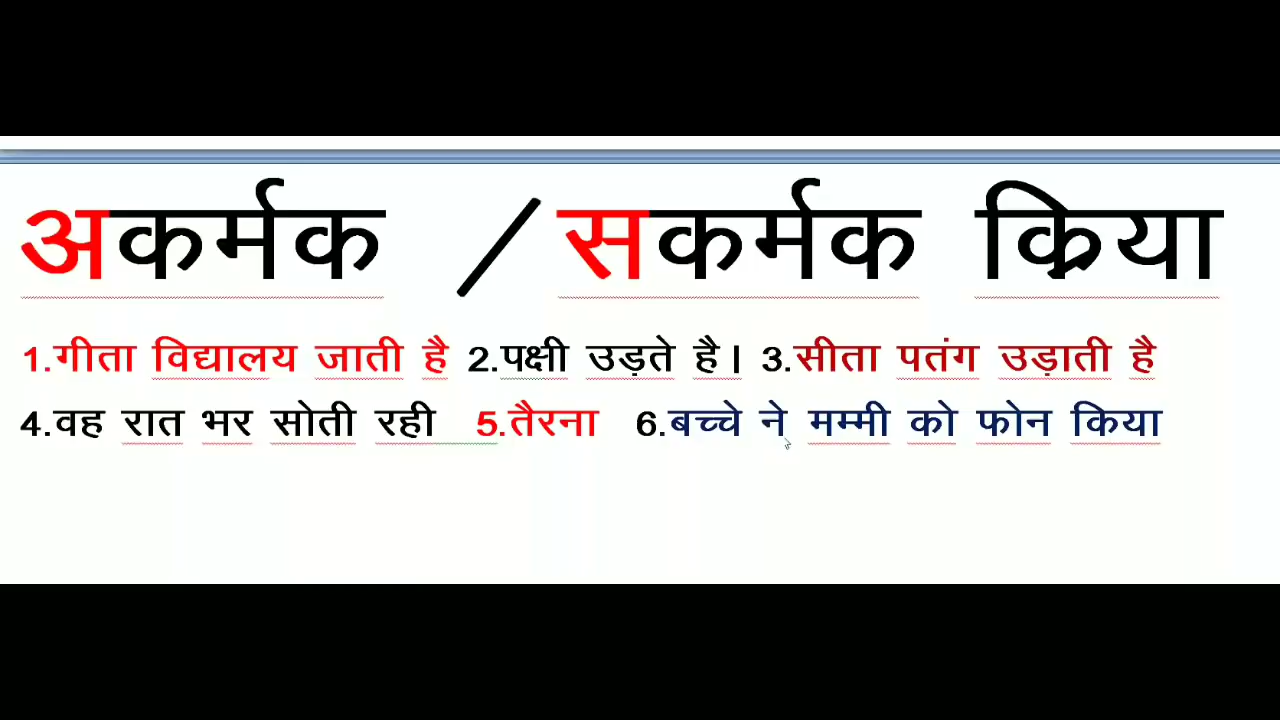 अकर्मक / सकर्मक क्रिया
1.गीता विद्यालय जाती है 2.पक्षी उड़ते है। 3.सीता पतंग उड़ाती है
4.वह रात भर सोती रही 5.तैरना 6.बच्चे ने मम्मी को फोन किया